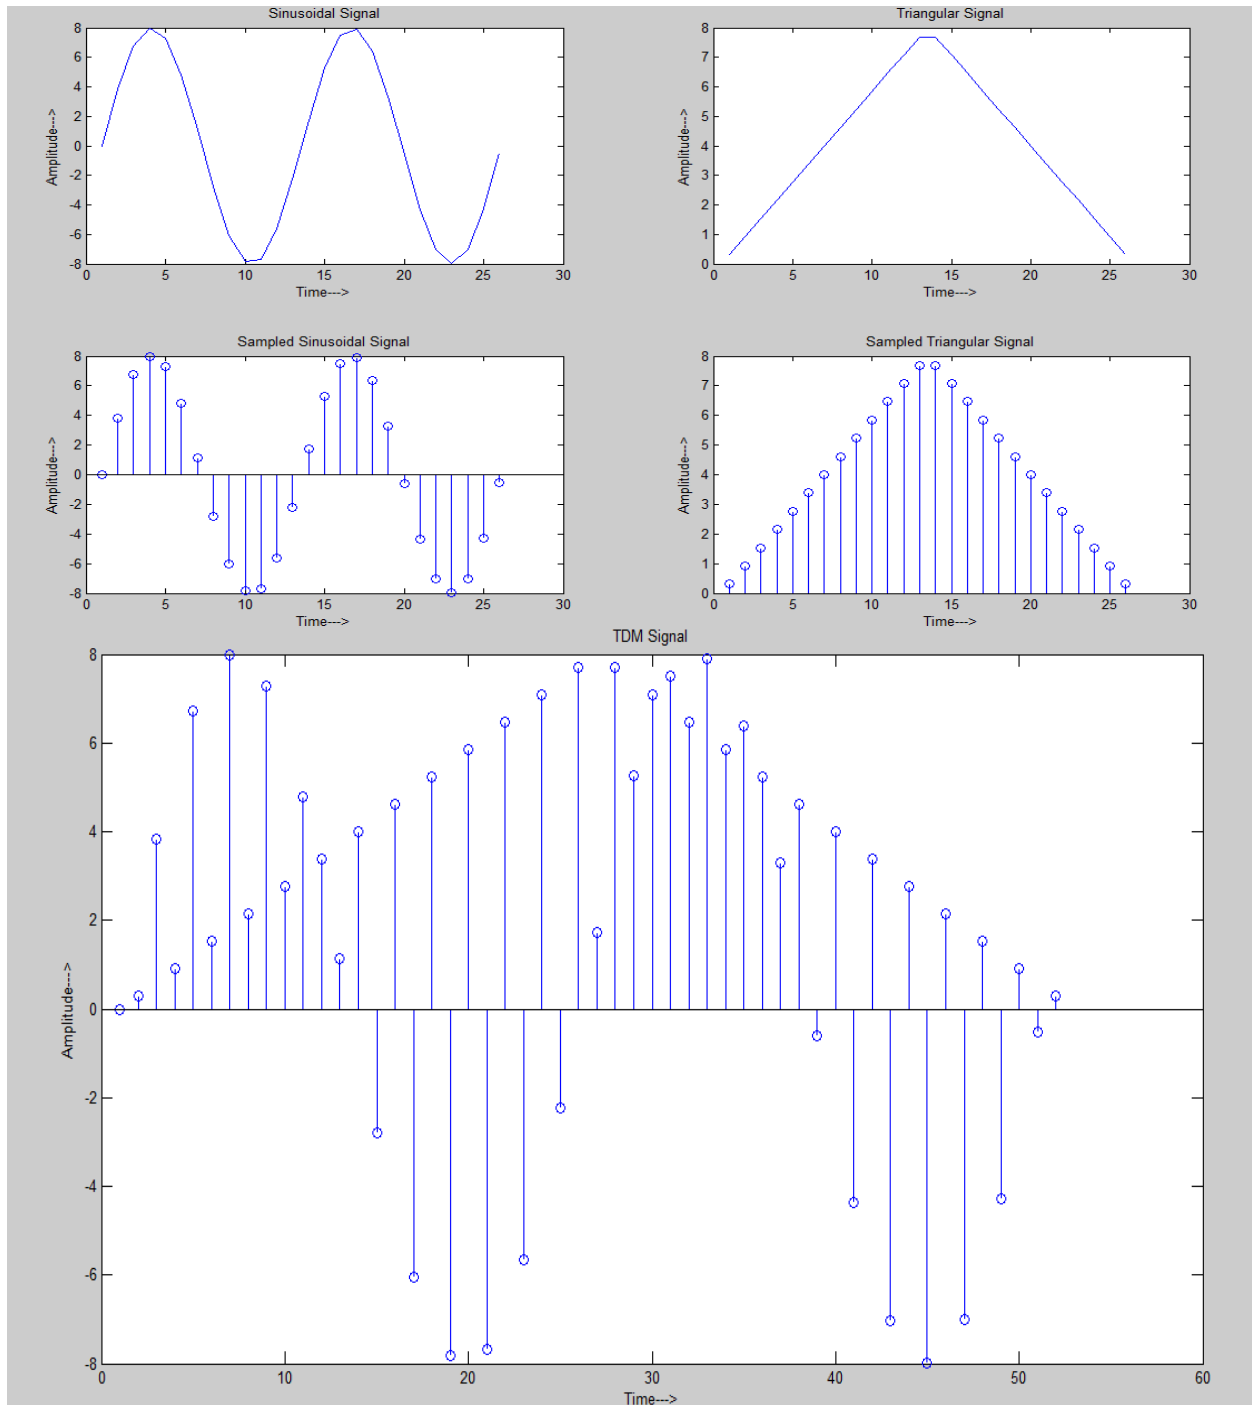 Sinusoidal Signal
8
6
4
2
0
-2
-4
-6
-8
Amplitude--->
0 5 10 15 20 25 30
Time--->
Triangular Signal
8
7
6
5
4
3
2
1
0
Amplitude--->
0 5 10 15 20 25 30
Time--->
Sampled Sinusoidal Signal
8
6
4
2
0
-2
-4
-6
-8
Amplitude--->
0 5 10 15 20 25 30
Time--->
Sampled Triangular Signal
8
7
6
5
4
3
2
1
0
Amplitude--->
0 5 10 15 20 25 30
Time--->
TDM Signal
8
6
4
2
0
-2
-4
-6
-8
Amplitude--->
0 10 20 30 40 50 60
Time--->